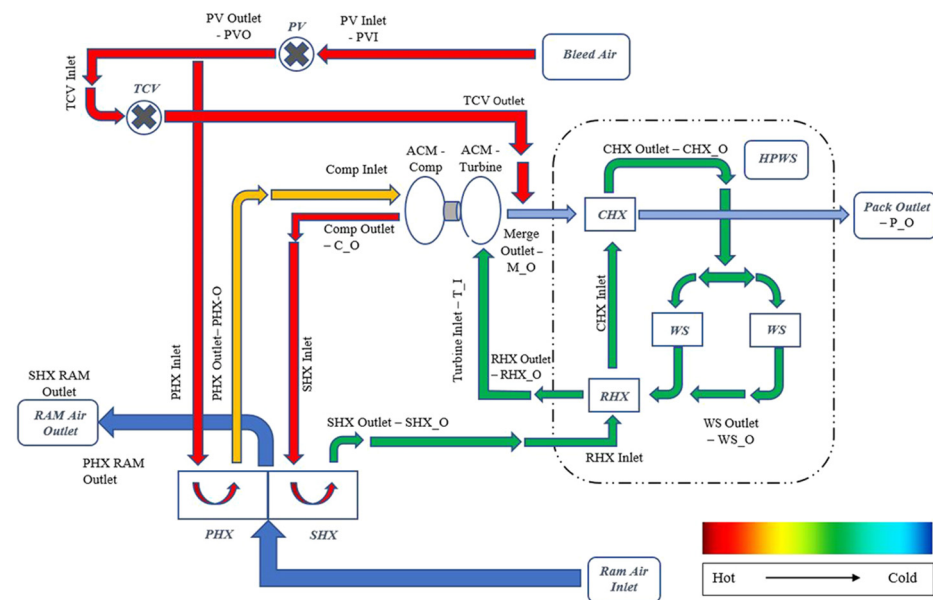 PV Outlet
- PVO
PV
PV Inlet
- PVI
Bleed Air
TCV Inlet
TCV
TCV Outlet
ACM -
Comp
ACM -
Turbine
CHX Outlet – CHX_O
HPWS
Comp Inlet
CHX
Pack Outlet
– P_O
Comp Outlet
– C_O
Merge
Outlet –
M_O
PHX Inlet
PHX Outlet– PHX-O
SHX Inlet
Turbine Inlet – T_I
CHX Inlet
WS
WS
RHX Outlet
– RHX_O
RHX
SHX RAM
Outlet
RAM Air
Outlet
PHX RAM
Outlet
SHX Outlet – SHX_O
RHX Inlet
WS Outlet
– WS_O
PHX
SHX
Ram Air
Inlet
Hot
Cold